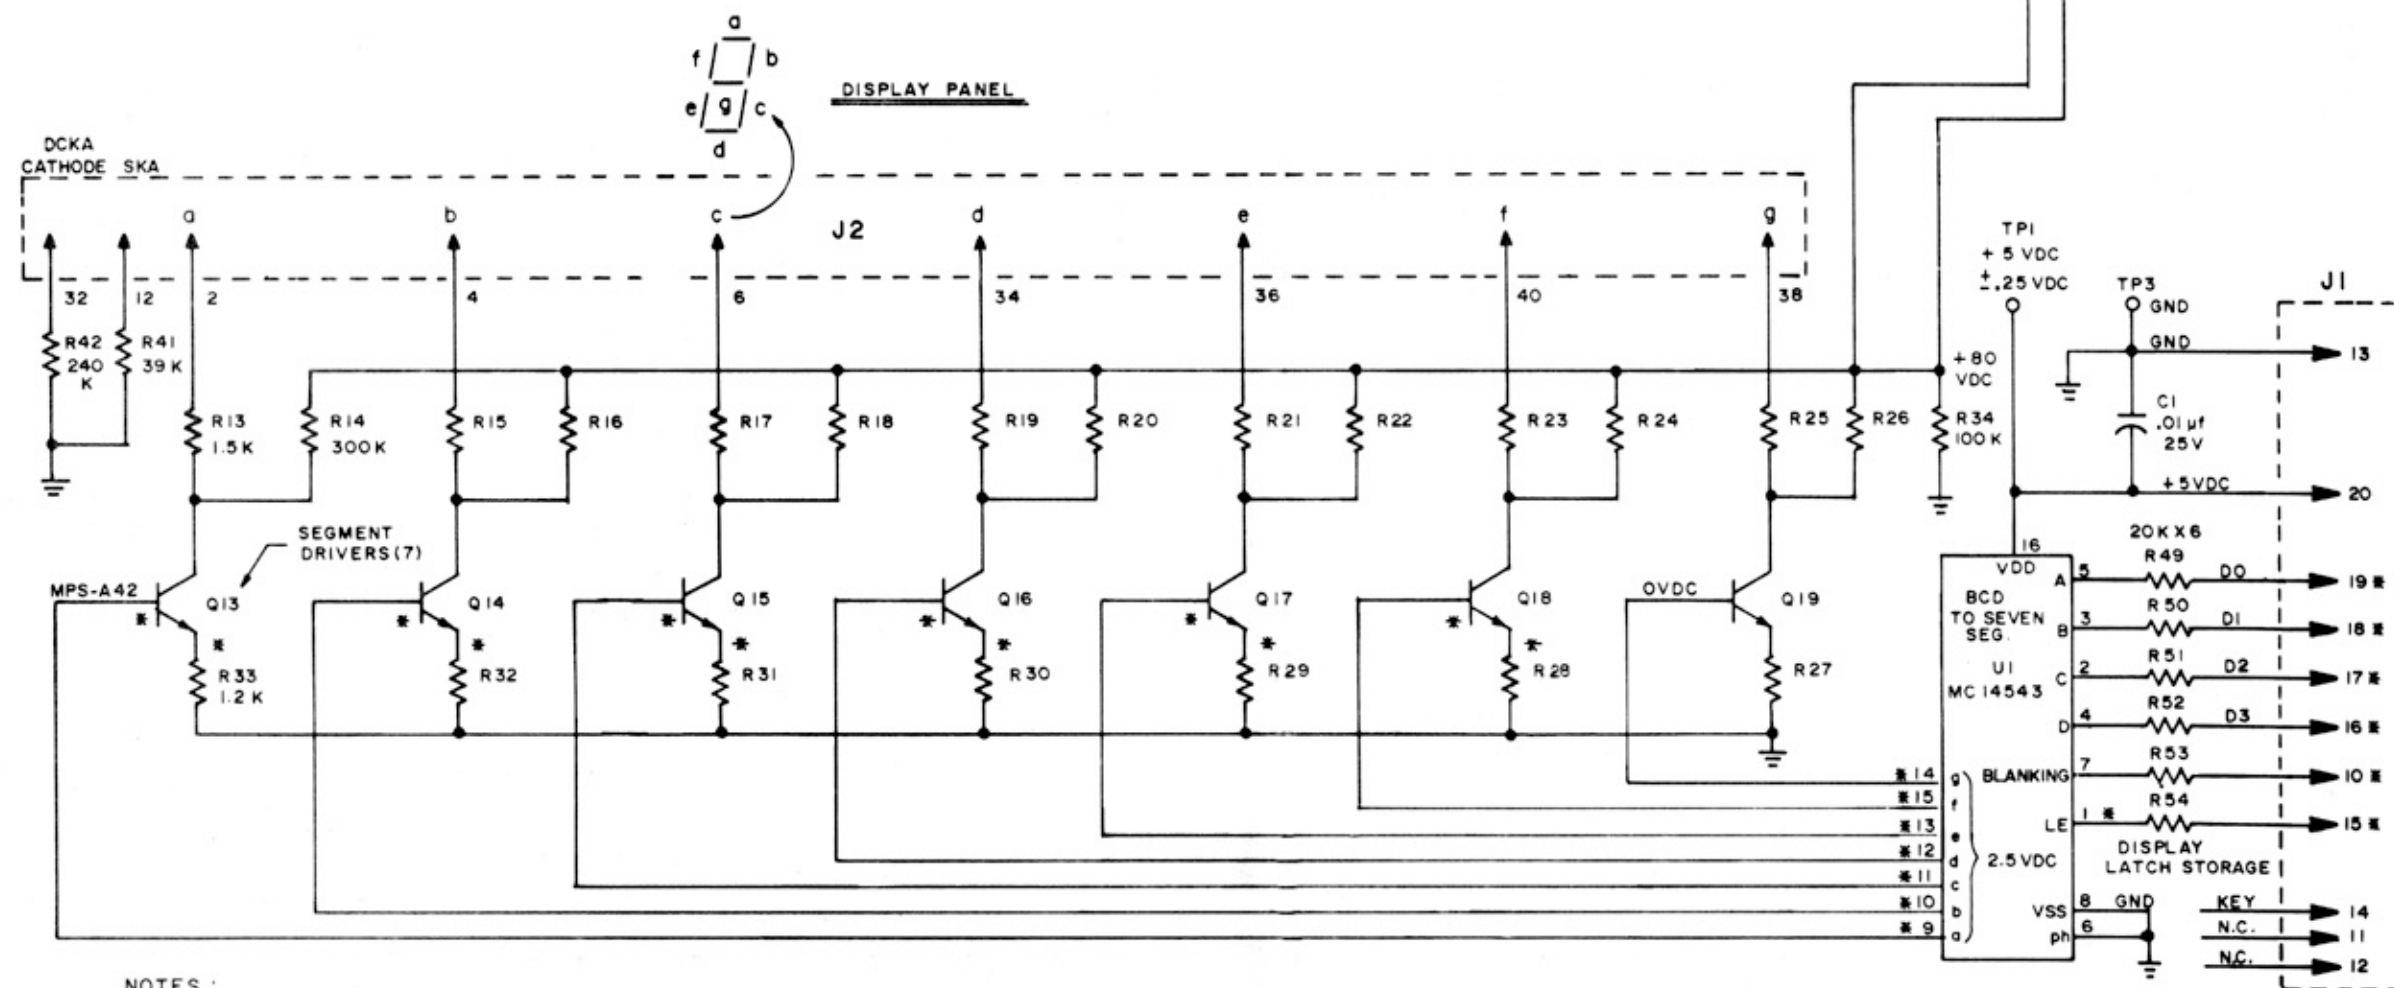 a
f b
DISPLAY PANEL
e g c
d
DCKA
CATHODE SKA
a b c d e f g
J2
32 12 2 4 6 34 36 40 38
TP1
+ 5 VDC
± .25 VDC
TP3
GND
J1
GND
13
R42
240
K
R41
39 K
+80
VDC
R13
1.5 K
R14
300K
R15
R16
R17
R18
R19
R20
R21
R22
R23
R24
R25
R26
R34
100 K
C1
.01 µf
25V
+5VDC
20
SEGMENT
DRIVERS (7)
MPS-A42
Q13
Q14
Q15
Q16
Q17
Q18
0VDC
Q19
* * * * * *
* * * * * *
R33
1.2 K
R32
R31
R30
R29
R28
R27
16
VDD
BCD
TO SEVEN
SEG.
U1
MC 14543
20K X 6
A 5 R49 D0 19 *
B 3 R50 D1 18 *
C 2 R51 D2 17 *
D 4 R52 D3 16 *
BLANKING 7 R53 10 *
LE 1 * R54 15 *
DISPLAY
LATCH STORAGE
* 14 g
* 15 f
* 13 e
* 12 d
* 11 c
* 10 b
* 9 a
2.5 VDC
VSS 8 GND
ph 6
KEY 14
N.C. 11
N.C. 12
NOTES :